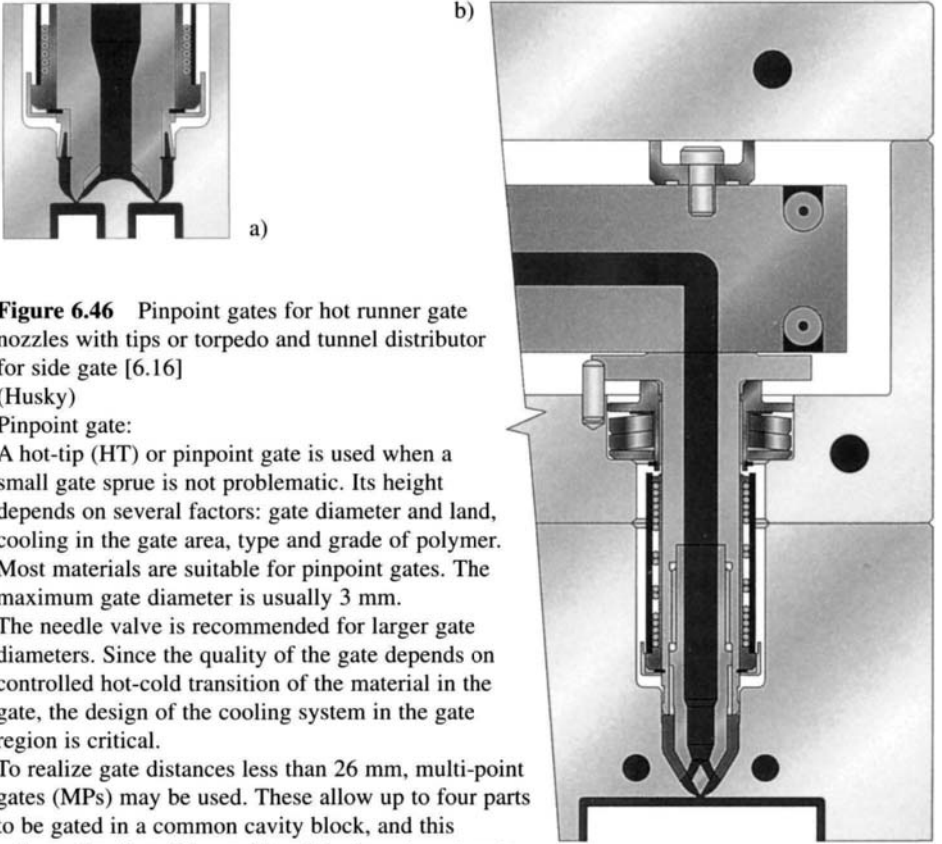 b)
a)
Figure 6.46 Pinpoint gates for hot runner gate
nozzles with tips or torpedo and tunnel distributor
for side gate [6.16]
(Husky)
Pinpoint gate:
A hot-tip (HT) or pinpoint gate is used when a
small gate sprue is not problematic. Its height
depends on several factors: gate diameter and land,
cooling in the gate area, type and grade of polymer.
Most materials are suitable for pinpoint gates. The
maximum gate diameter is usually 3 mm.
The needle valve is recommended for larger gate
diameters. Since the quality of the gate depends on
controlled hot-cold transition of the material in the
gate, the design of the cooling system in the gate
region is critical.
To realize gate distances less than 26 mm, multi-point
gates (MPs) may be used. These allow up to four parts
to be gated in a common cavity block, and this